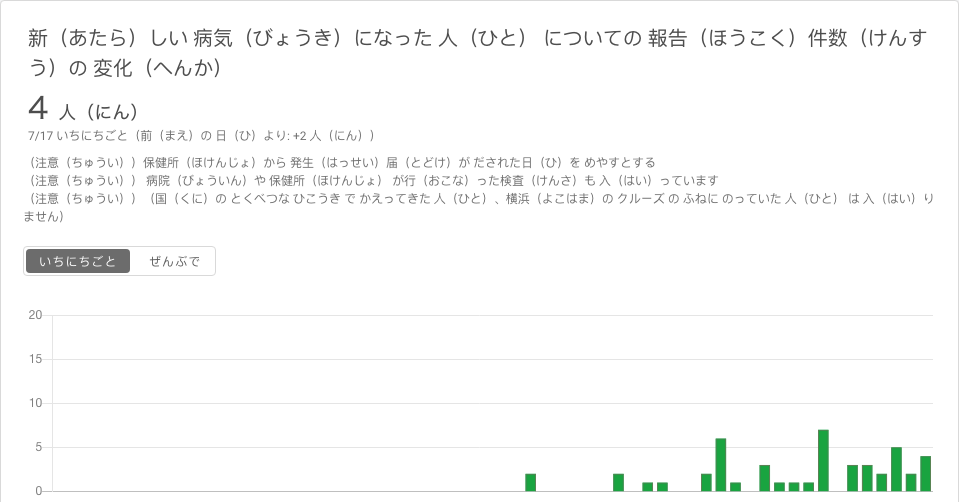 新（あたら）しい 病気（びょうき）になった 人（ひと） についての 報告（ほうこく）件数（けんす
う）の 変化（へんか）
4 人（にん）
7/17 いちにちごと（前（まえ）の 日（ひ）より: +2 人（にん））
（注意（ちゅうい））保健所（ほけんじょ）から 発生（はっせい）届（とどけ）が だされた日（ひ）を めやすとする
（注意（ちゅうい）） 病院（びょういん）や 保健所（ほけんじょ） が行（おこな）った検査（けんさ）も 入（はい）っています
（注意（ちゅうい））（国（くに）の とくべつな ひこうき で かえってきた 人（ひと）、横浜（よこはま）の クルーズ の ふねに のっていた 人（ひと） は 入（はい）り
ません）
いちにちごと ぜんぶで
20
15
10
5
0